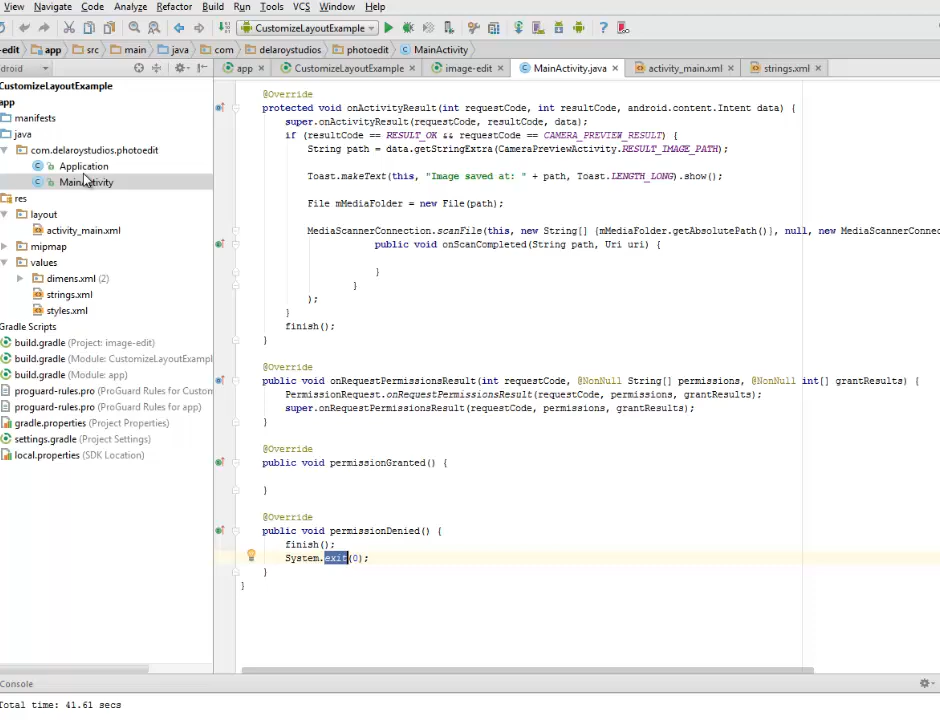 View Navigate Code Analyze Refactor Build Run Tools VCS Window Help
CustomizeLayoutExample
-edit app src main java com delaroystudios photoedit MainActivity
droid
app CustomizeLayoutExample image-edit MainActivity.java activity_main.xml strings.xml
CustomizeLayoutExample
app
manifests
java
com.delaroystudios.photoedit
Application
MainActivity
res
layout
activity_main.xml
mipmap
values
dimens.xml (2)
strings.xml
styles.xml
Gradle Scripts
build.gradle (Project: image-edit)
build.gradle (Module: CustomizeLayoutExampl
build.gradle (Module: app)
proguard-rules.pro (ProGuard Rules for Custom
proguard-rules.pro (ProGuard Rules for app)
gradle.properties (Project Properties)
settings.gradle (Project Settings)
local.properties (SDK Location)
@Override
protected void onActivityResult(int requestCode, int resultCode, android.content.Intent data) {
super.onActivityResult(requestCode, resultCode, data);
if (resultCode == RESULT_OK && requestCode == CAMERA_PREVIEW_RESULT) {
String path = data.getStringExtra(CameraPreviewActivity.RESULT_IMAGE_PATH);
Toast.makeText(this, "Image saved at: " + path, Toast.LENGTH_LONG).show();
File mMediaFolder = new File(path);
MediaScannerConnection.scanFile(this, new String[] {mMediaFolder.getAbsolutePath()}, null, new MediaScannerConnec
public void onScanCompleted(String path, Uri uri) {
}
}
);
}
finish();
}
@Override
public void onRequestPermissionsResult(int requestCode, @NonNull String[] permissions, @NonNull int[] grantResults) {
PermissionRequest.onRequestPermissionsResult(requestCode, permissions, grantResults);
super.onRequestPermissionsResult(requestCode, permissions, grantResults);
}
@Override
public void permissionGranted() {
}
@Override
public void permissionDenied() {
finish();
System.exit(0);
}
}
Console
Total time: 41.61 secs